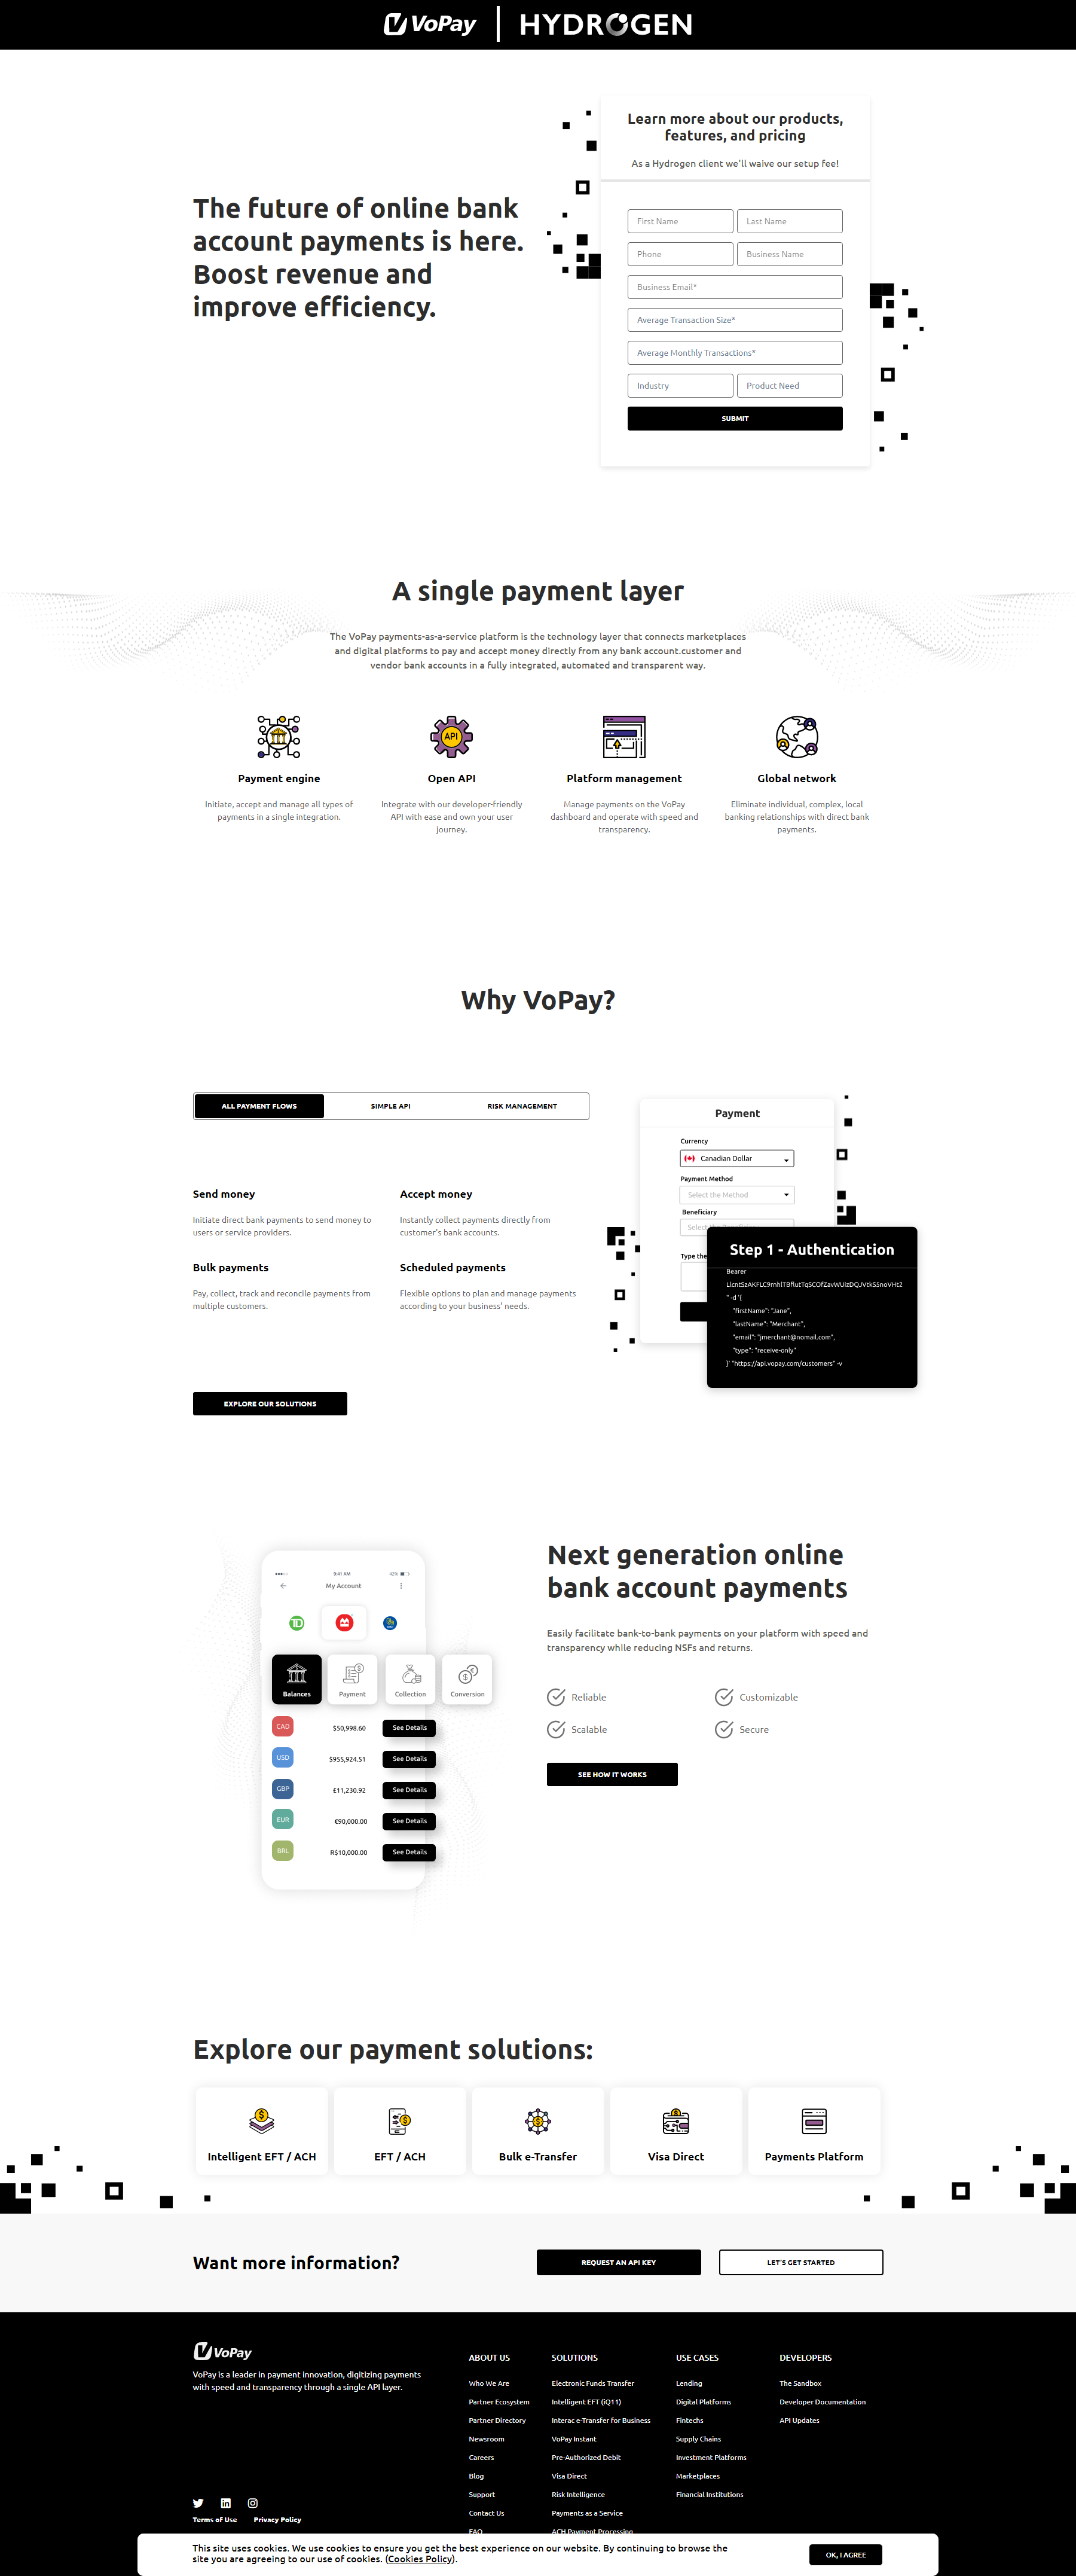 VoPay | HYDROGEN
Learn more about our products,
features, and pricing
As a Hydrogen client we'll waive our setup fee!
The future of online bank
account payments is here.
Boost revenue and
improve efficiency.
First Name
Last Name
Phone
Business Name
Business Email*
Average Transaction Size*
Average Monthly Transactions*
Industry
Product Need
SUBMIT
A single payment layer
The VoPay payments-as-a-service platform is the technology layer that connects marketplaces
and digital platforms to pay and accept money directly from any bank account.customer and
vendor bank accounts in a fully integrated, automated and transparent way.
API
Payment engine
Initiate, accept and manage all types of
payments in a single integration.
Open API
Integrate with our developer-friendly
API with ease and own your user
journey.
Platform management
Manage payments on the VoPay
dashboard and operate with speed and
transparency.
Global network
Eliminate individual, complex, local
banking relationships with direct bank
payments.
Why VoPay?
ALL PAYMENT FLOWS
SIMPLE API
RISK MANAGEMENT
Send money
Initiate direct bank payments to send money to
users or service providers.
Accept money
Instantly collect payments directly from
customer's bank accounts.
Bulk payments
Pay, collect, track and reconcile payments from
multiple customers.
Scheduled payments
Flexible options to plan and manage payments
according to your business' needs.
EXPLORE OUR SOLUTIONS
Payment
Currency
Canadian Dollar
Payment Method
Select the Method
Beneficiary
Type the
Step 1 - Authentication
Bearer
" -d '{
"firstName": "Jane",
"lastName": "Merchant",
"email": "jmerchant@nomail.com",
"type": "receive-only"
}' "https://api.vopay.com/customers" -v
9:41 AM
42%
My Account
TD
Balances
Payment
Collection
Conversion
CAD
$50,998.60
See Details
USD
$955,924.51
See Details
GBP
£11,230.92
See Details
EUR
€90,000.00
See Details
BRL
R$10,000.00
See Details
Next generation online
bank account payments
Easily facilitate bank-to-bank payments on your platform with speed and
transparency while reducing NSFs and returns.
Reliable
Customizable
Scalable
Secure
SEE HOW IT WORKS
Explore our payment solutions:
Intelligent EFT / ACH
EFT / ACH
Bulk e-Transfer
Visa Direct
Payments Platform
Want more information?
REQUEST AN API KEY
LET'S GET STARTED
VoPay
VoPay is a leader in payment innovation, digitizing payments
with speed and transparency through a single API layer.
Terms of Use
Privacy Policy
ABOUT US
Who We Are
Partner Ecosystem
Partner Directory
Newsroom
Careers
Blog
Support
Contact Us
FAQ
SOLUTIONS
Electronic Funds Transfer
Intelligent EFT (iQ11)
Interac e-Transfer for Business
VoPay Instant
Pre-Authorized Debit
Visa Direct
Risk Intelligence
Payments as a Service
ACH Payment Processing
USE CASES
Lending
Digital Platforms
Fintechs
Supply Chains
Investment Platforms
Marketplaces
Financial Institutions
DEVELOPERS
The Sandbox
Developer Documentation
API Updates
This site uses cookies. We use cookies to ensure you get the best experience on our website. By continuing to browse the
site you are agreeing to our use of cookies. (Cookies Policy).
OK, I AGREE